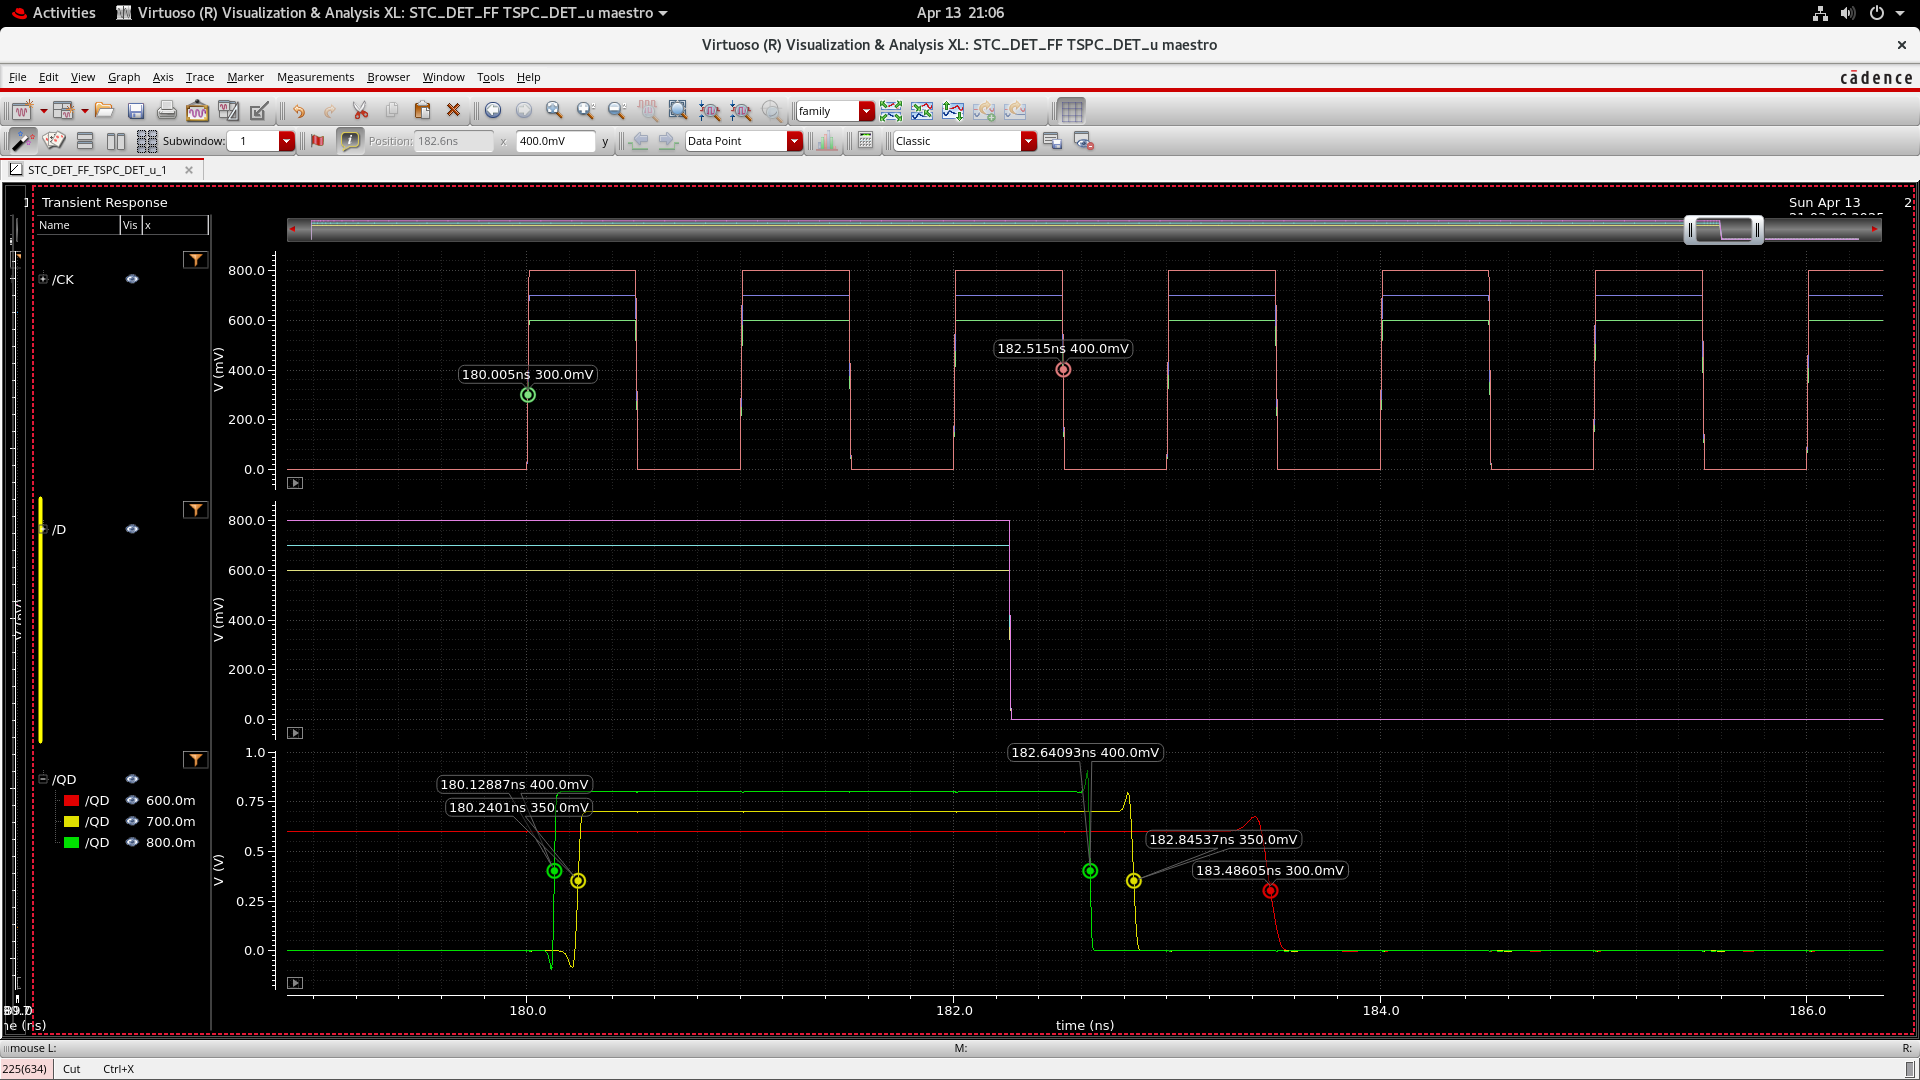 Activities
Virtuoso (R) Visualization & Analysis XL: STC_DET_FF TSPC_DET_u maestro
Apr 13 21:06
Virtuoso (R) Visualization & Analysis XL: STC_DET_FF TSPC_DET_u maestro
File Edit View Graph Axis Trace Marker Measurements Browser Window Tools Help
cādence
family
Subwindow: 1
Position: 182.6ns x 400.0mV y
Data Point
Classic
STC_DET_FF_TSPC_DET_u_1
Transient Response
Sun Apr 13
2
Name Vis x
/CK
800.0
600.0
400.0
200.0
0.0
V (mV)
180.005ns 300.0mV
182.515ns 400.0mV
/D
800.0
600.0
400.0
200.0
0.0
V (mV)
/QD
/QD 600.0m
/QD 700.0m
/QD 800.0m
1.0
0.75
0.5
0.25
0.0
V (V)
180.12887ns 400.0mV
180.2401ns 350.0mV
182.64093ns 400.0mV
182.84537ns 350.0mV
183.48605ns 300.0mV
180.0 182.0 184.0 186.0
time (ns)
mouse L: M: R:
225(634) Cut Ctrl+X